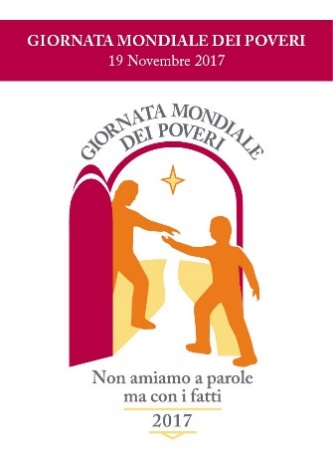 GIORNATA MONDIALE DEI POVERI
19 Novembre 2017
GIORNATA MONDIALE
DEI POVERI
Non amiamo a parole
ma con i fatti
2017